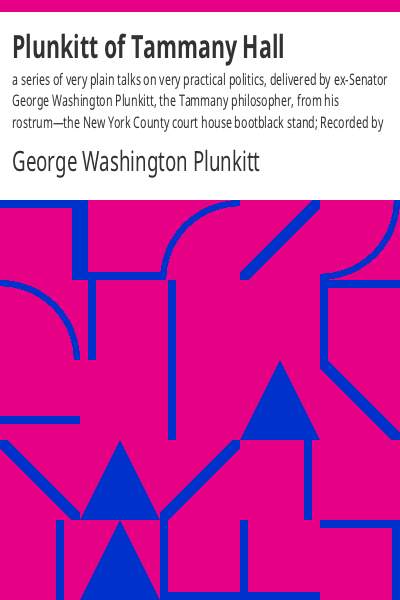 Plunkitt of Tammany Hall
a series of very plain talks on very practical politics, delivered by ex-Senator
George Washington Plunkitt, the Tammany philosopher, from his
rostrum—the New York County court house bootblack stand; Recorded by
George Washington Plunkitt